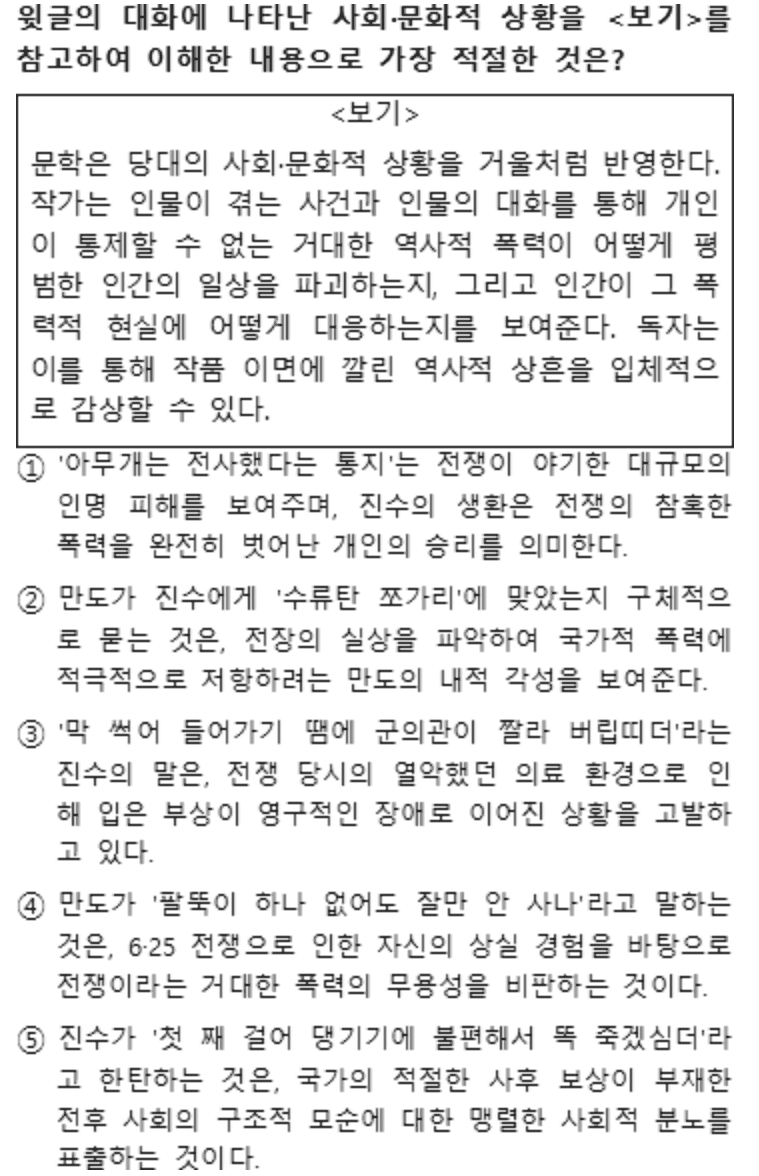 윗글의 대화에 나타난 사회·문화적 상황을 <보기>를
참고하여 이해한 내용으로 가장 적절한 것은?
<보기>
문학은 당대의 사회·문화적 상황을 거울처럼 반영한다.
작가는 인물이 겪는 사건과 인물의 대화를 통해 개인
이 통제할 수 없는 거대한 역사적 폭력이 어떻게 평
범한 인간의 일상을 파괴하는지, 그리고 인간이 그 폭
력적 현실에 어떻게 대응하는지를 보여준다. 독자는
이를 통해 작품 이면에 깔린 역사적 상흔을 입체적으
로 감상할 수 있다.
① '아무개는 전사했다는 통지'는 전쟁이 야기한 대규모의
인명 피해를 보여주며, 진수의 생환은 전쟁의 참혹한
폭력을 완전히 벗어난 개인의 승리를 의미한다.
② 만도가 진수에게 '수류탄 쪼가리'에 맞았는지 구체적으
로 묻는 것은, 전장의 실상을 파악하여 국가적 폭력에
적극적으로 저항하려는 만도의 내적 각성을 보여준다.
③ '막 썩어 들어가기 땜에 군의관이 짤라 버립띠더'라는
진수의 말은, 전쟁 당시의 열악했던 의료 환경으로 인
해 입은 부상이 영구적인 장애로 이어진 상황을 고발하
고 있다.
④ 만도가 '팔뚝이 하나 없어도 잘만 안 사나'라고 말하는
것은, 6·25 전쟁으로 인한 자신의 상실 경험을 바탕으로
전쟁이라는 거대한 폭력의 무용성을 비판하는 것이다.
⑤ 진수가 '첫 째 걸어 댕기기에 불편해서 똑 죽겠심더'라
고 한탄하는 것은, 국가의 적절한 사후 보상이 부재한
전후 사회의 구조적 모순에 대한 맹렬한 사회적 분노를
표출하는 것이다.